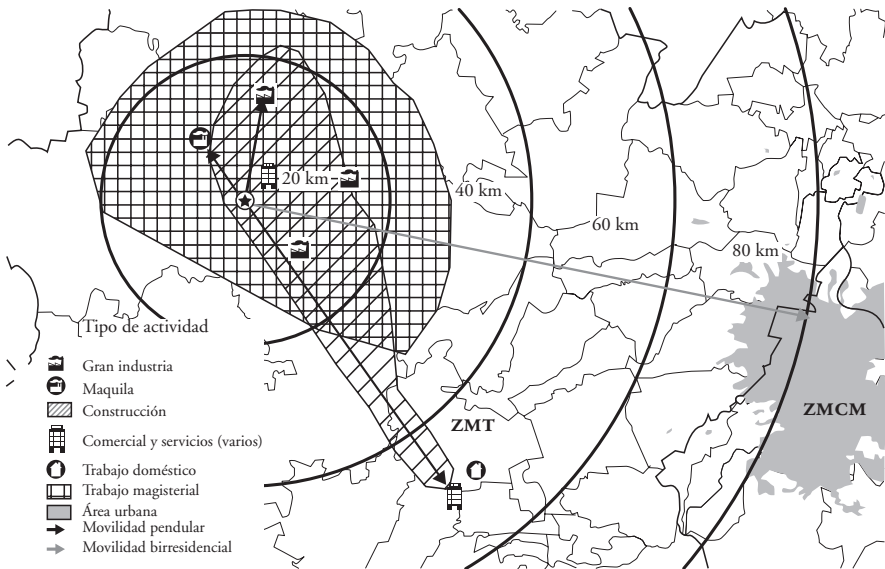 20 km
40 km
60 km
80 km
ZMT
ZMCM
Tipo de actividad
Gran industria
Maquila
Construcción
Comercial y servicios (varios)
Trabajo doméstico
Trabajo magisterial
Área urbana
Movilidad pendular
Movilidad birresidencial